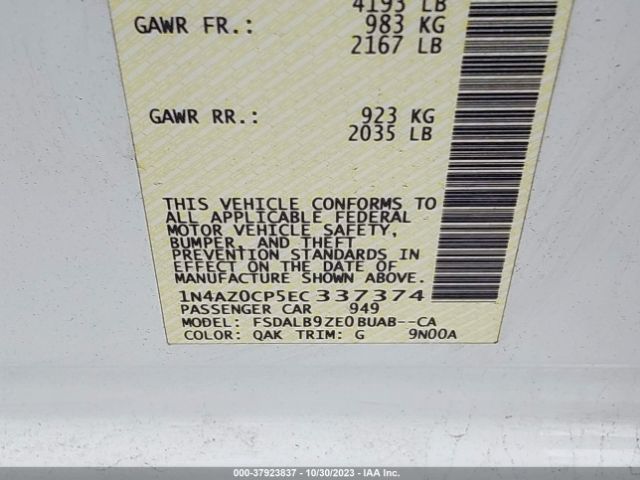 4193 LB
GAWR FR.: 983 KG
2167 LB
GAWR RR.: 923 KG
2035 LB
THIS VEHICLE CONFORMS TO
ALL APPLICABLE FEDERAL
MOTOR VEHICLE SAFETY,
BUMPER, AND THEFT
PREVENTION STANDARDS IN
EFFECT ON THE DATE OF
MANUFACTURE SHOWN ABOVE.
1N4AZ0CP5EC337374
PASSENGER CAR 949
MODEL: FSDALB9ZE0BUAB--CA
COLOR: QAK TRIM: G 9N00A
000-37923837 - 10/30/2023 - IAA Inc.